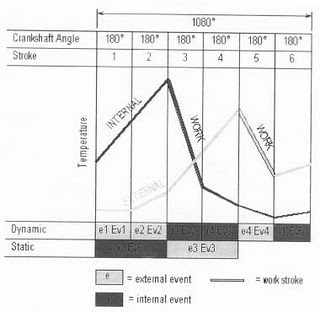 1080°
Crankshaft Angle 180° 180° 180° 180° 180° 180°
Stroke 1 2 3 4 5 6
Temperature
INTERNAL
EXTERNAL
WORK
WORK
Dynamic e1 Ev1 e2 Ev2 e4 Ev4
Static e3 Ev3
e = external event = work stroke
= internal event